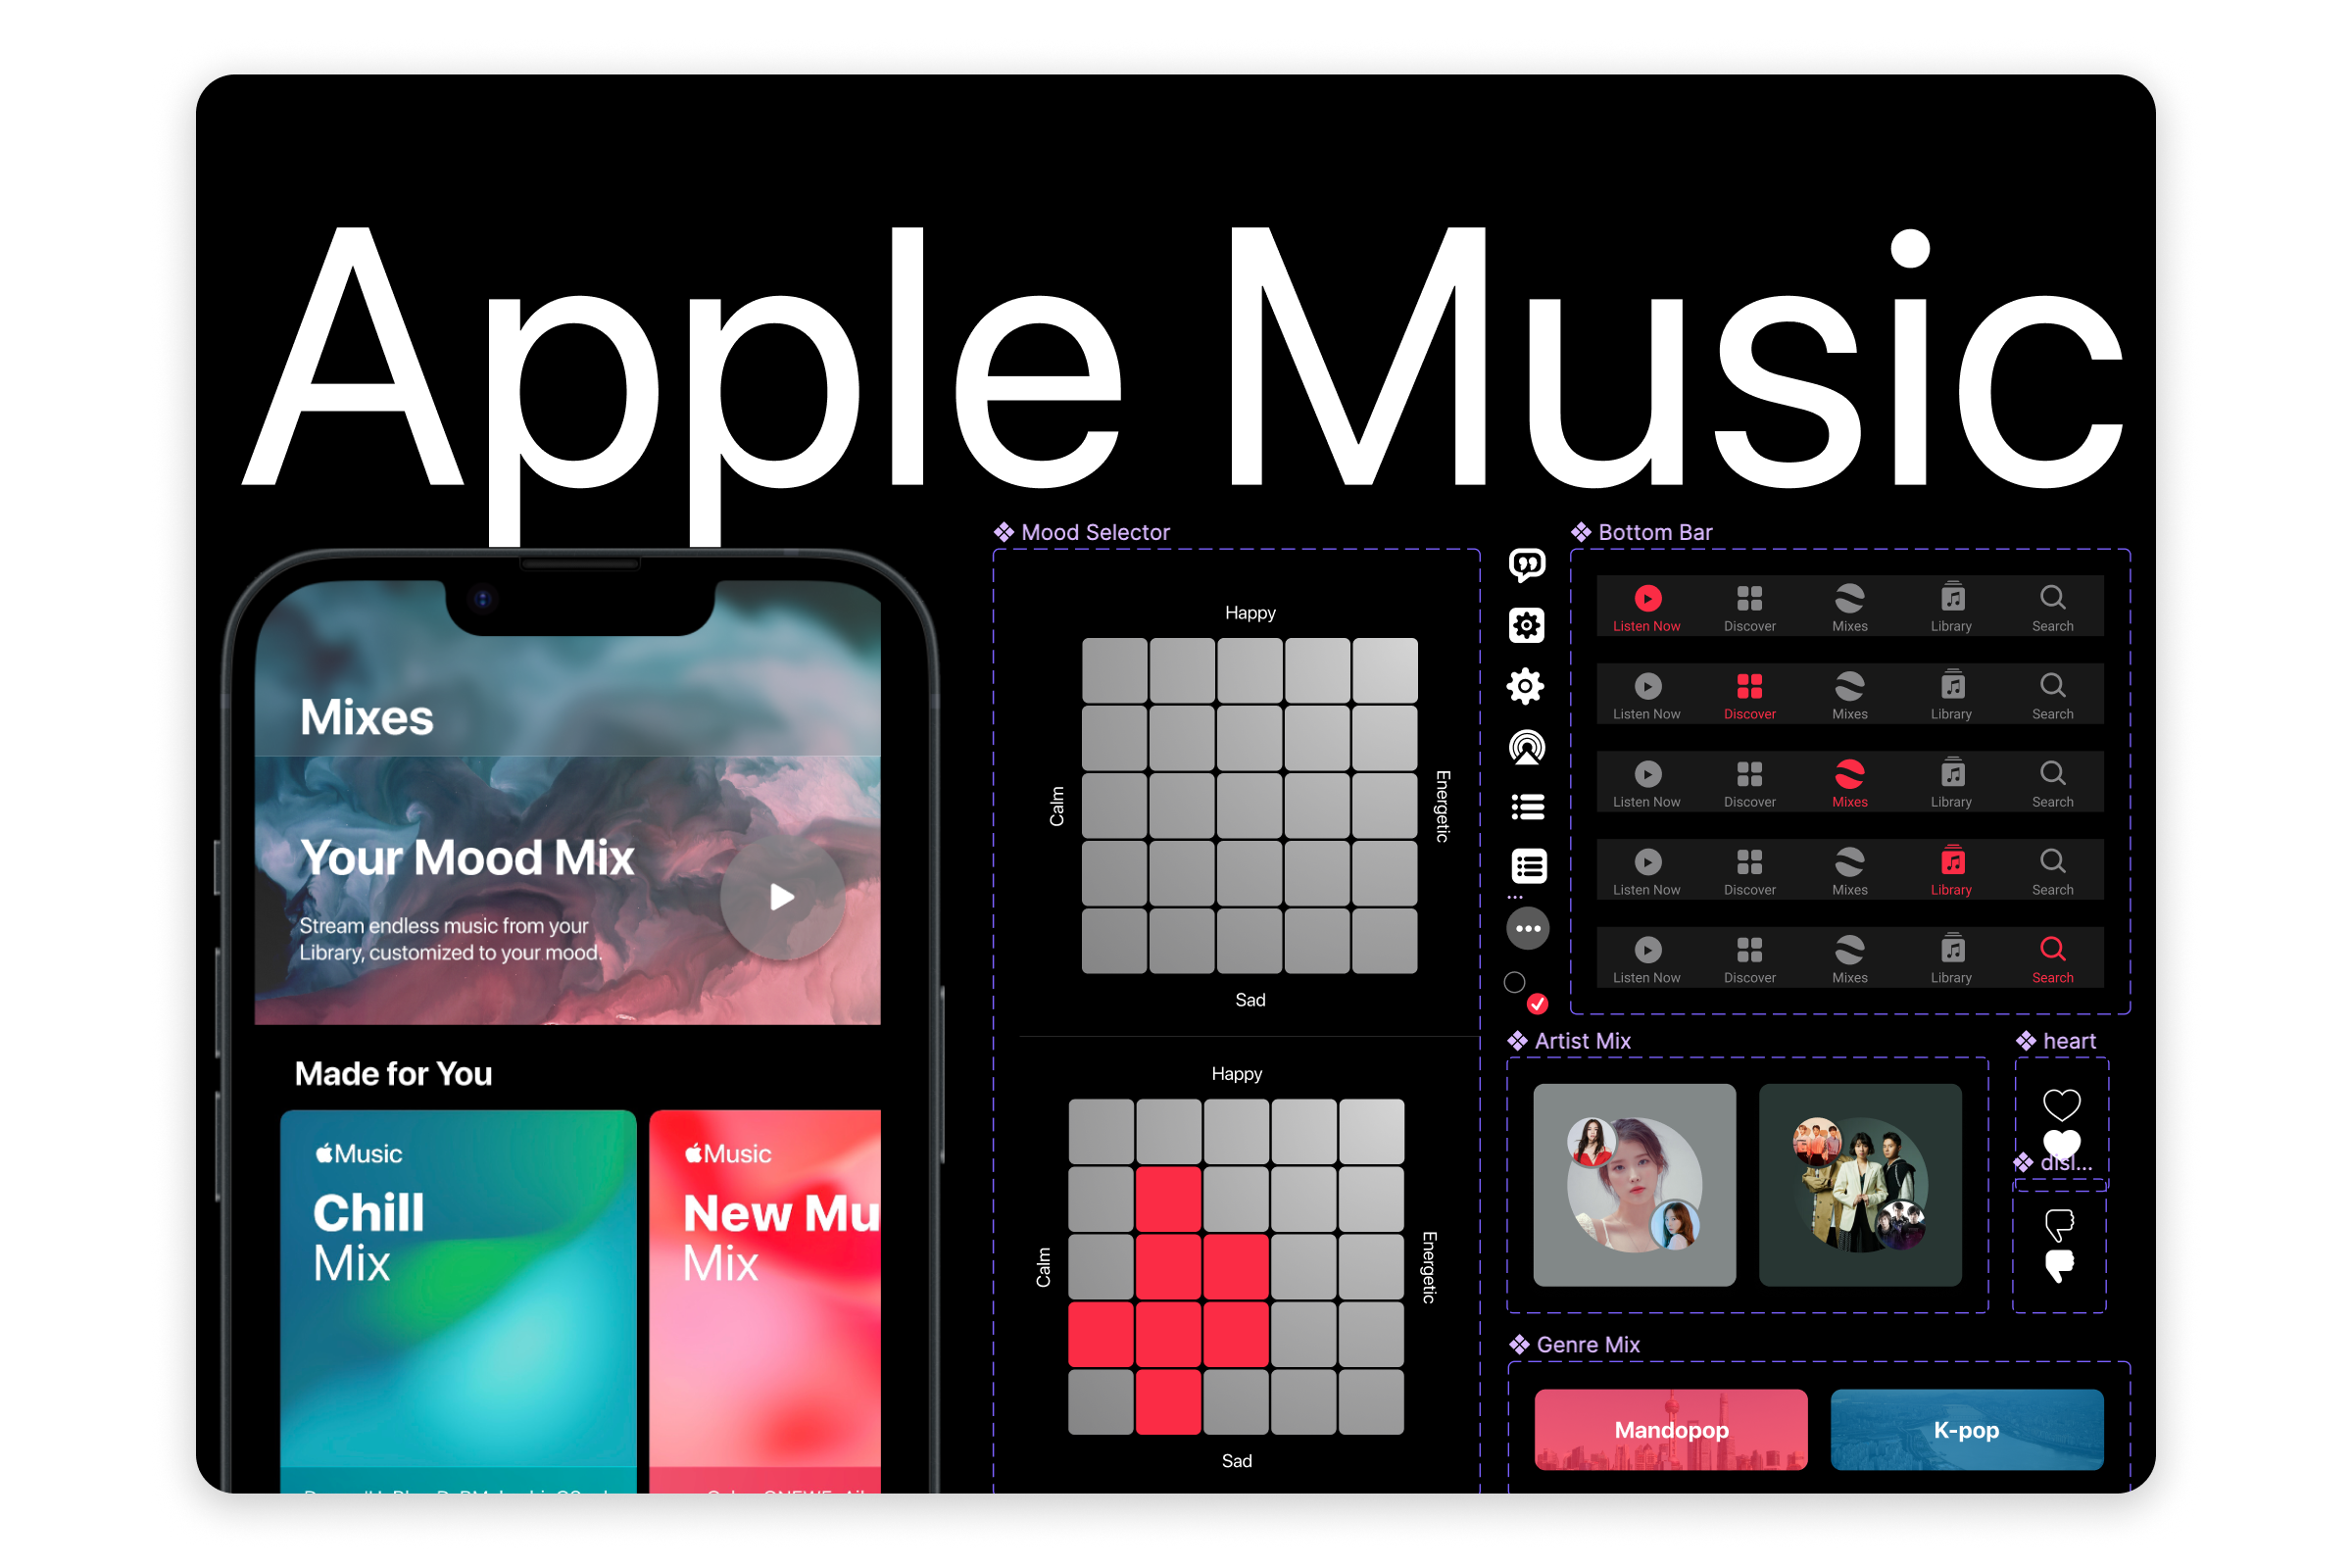 Apple Music
Mixes
Your Mood Mix
Stream endless music from your
Library, customized to your mood.
Made for You
Music
Chill
Mix
Music
New Mu
Mix
Mood Selector
Happy
Calm
Energetic
Sad
Happy
Calm
Energetic
Sad
Bottom Bar
Listen Now Discover Mixes Library Search
Listen Now Discover Mixes Library Search
Listen Now Discover Mixes Library Search
Listen Now Discover Mixes Library Search
Listen Now Discover Mixes Library Search
Artist Mix
heart
disl...
Genre Mix
Mandopop
K-pop